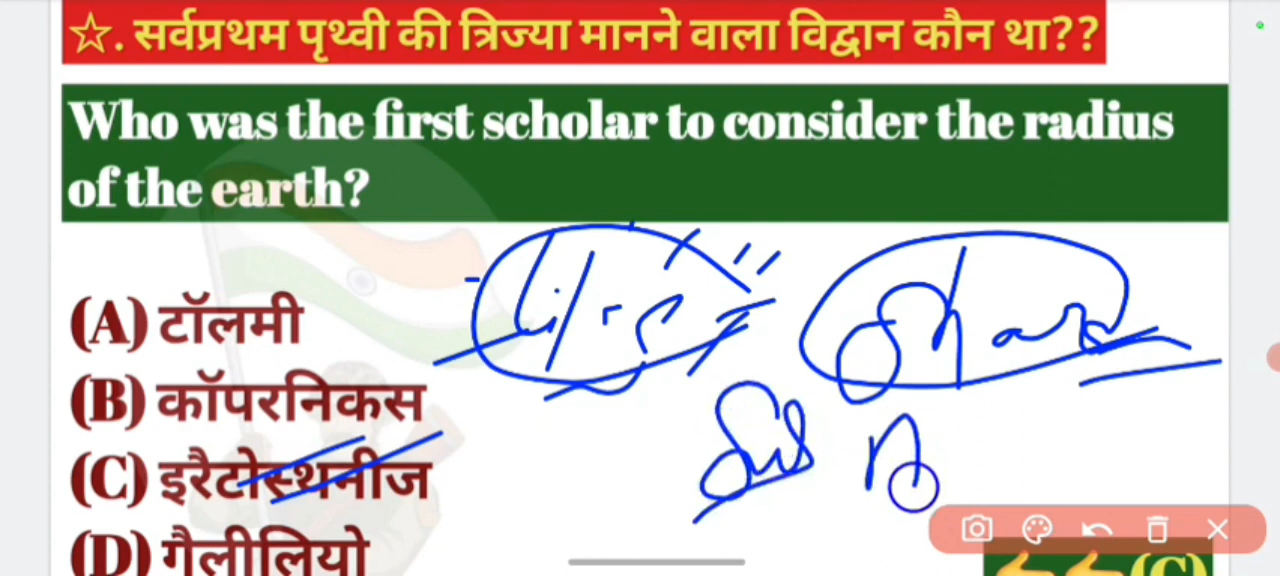 ☆. सर्वप्रथम पृथ्वी की त्रिज्या मानने वाला विद्वान कौन था??
Who was the first scholar to consider the radius
of the earth?
(A) टॉलमी
(B) कॉपरनिकस
(C) इरैटोस्थनीज
(D) गैलीलियो
(C)